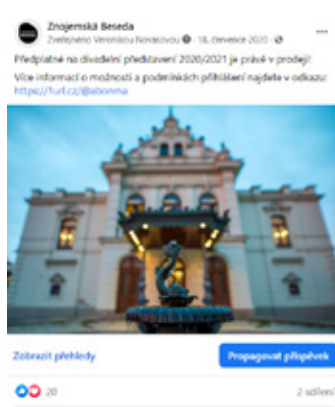 Znojemská Beseda
Zveřejněno Veronikou Novasovou · 18. července 2020 ·
Předplatné na divadelní představení 2020/2021 je právě v prodeji!
Více informací o možnosti a podmínkách přihlášení najdete v odkazu:
https://1url.cz/@abonma
Zobrazit přehledy
Propagovat příspěvek
20
2 sdílení